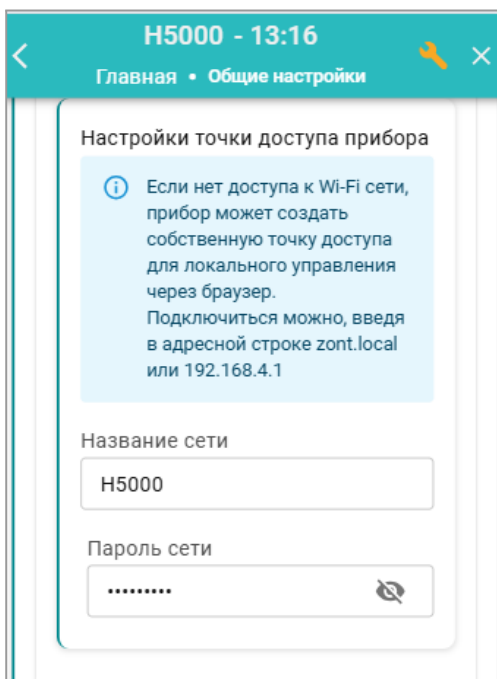 H5000 - 13:16
Главная • Общие настройки
Настройки точки доступа прибора
Если нет доступа к Wi-Fi сети,
прибор может создать
собственную точку доступа
для локального управления
через браузер.
Подключиться можно, введя
в адресной строке zont.local
или 192.168.4.1
Название сети
H5000
Пароль сети
•••••••••